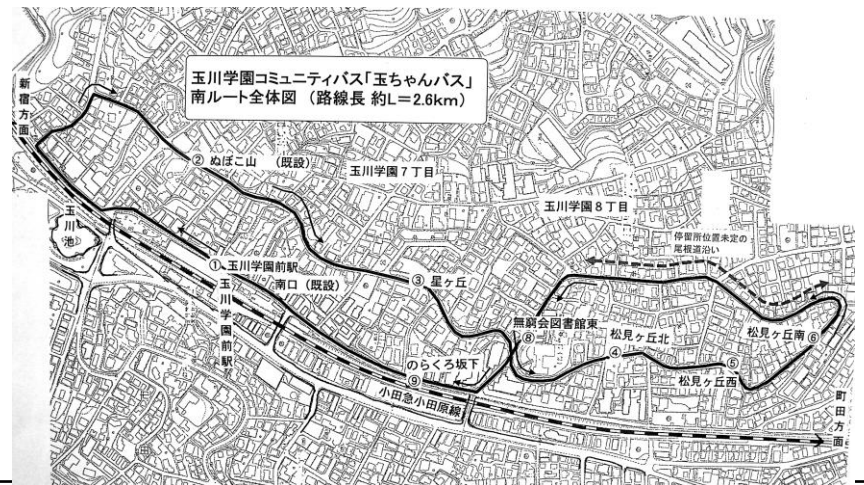 玉川学園コミュニティバス「玉ちゃんバス」
南ルート全体図 (路線長 約L=2.6km)
新宿方面
② ぬぼこ山 (既設)
玉川学園7丁目
玉川学園8丁目
停留所位置未定の
尾根道沿い
玉川池
① 玉川学園前駅
南口 (既設)
玉川学園前駅
③ 星ヶ丘
無窮会図書館東
⑧
松見ヶ丘北
④
松見ヶ丘南 ⑥
⑤
松見ヶ丘西
のらくろ坂下
⑨
小田急小田原線
町田方面